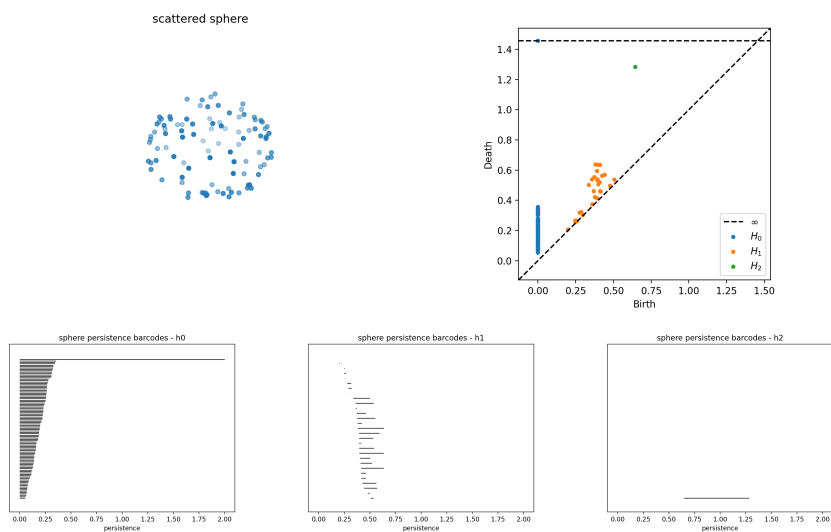 scattered sphere
1.4
1.2
1.0
0.8
0.6
0.4
0.2
0.0
Death
0.00 0.25 0.50 0.75 1.00 1.25 1.50
Birth
∞
H₀
H₁
H₂
sphere persistence barcodes - h0
0.00 0.25 0.50 0.75 1.00 1.25 1.50 1.75 2.00
persistence
sphere persistence barcodes - h1
0.00 0.25 0.50 0.75 1.00 1.25 1.50 1.75 2.00
persistence
sphere persistence barcodes - h2
0.00 0.25 0.50 0.75 1.00 1.25 1.50 1.75 2.00
persistence